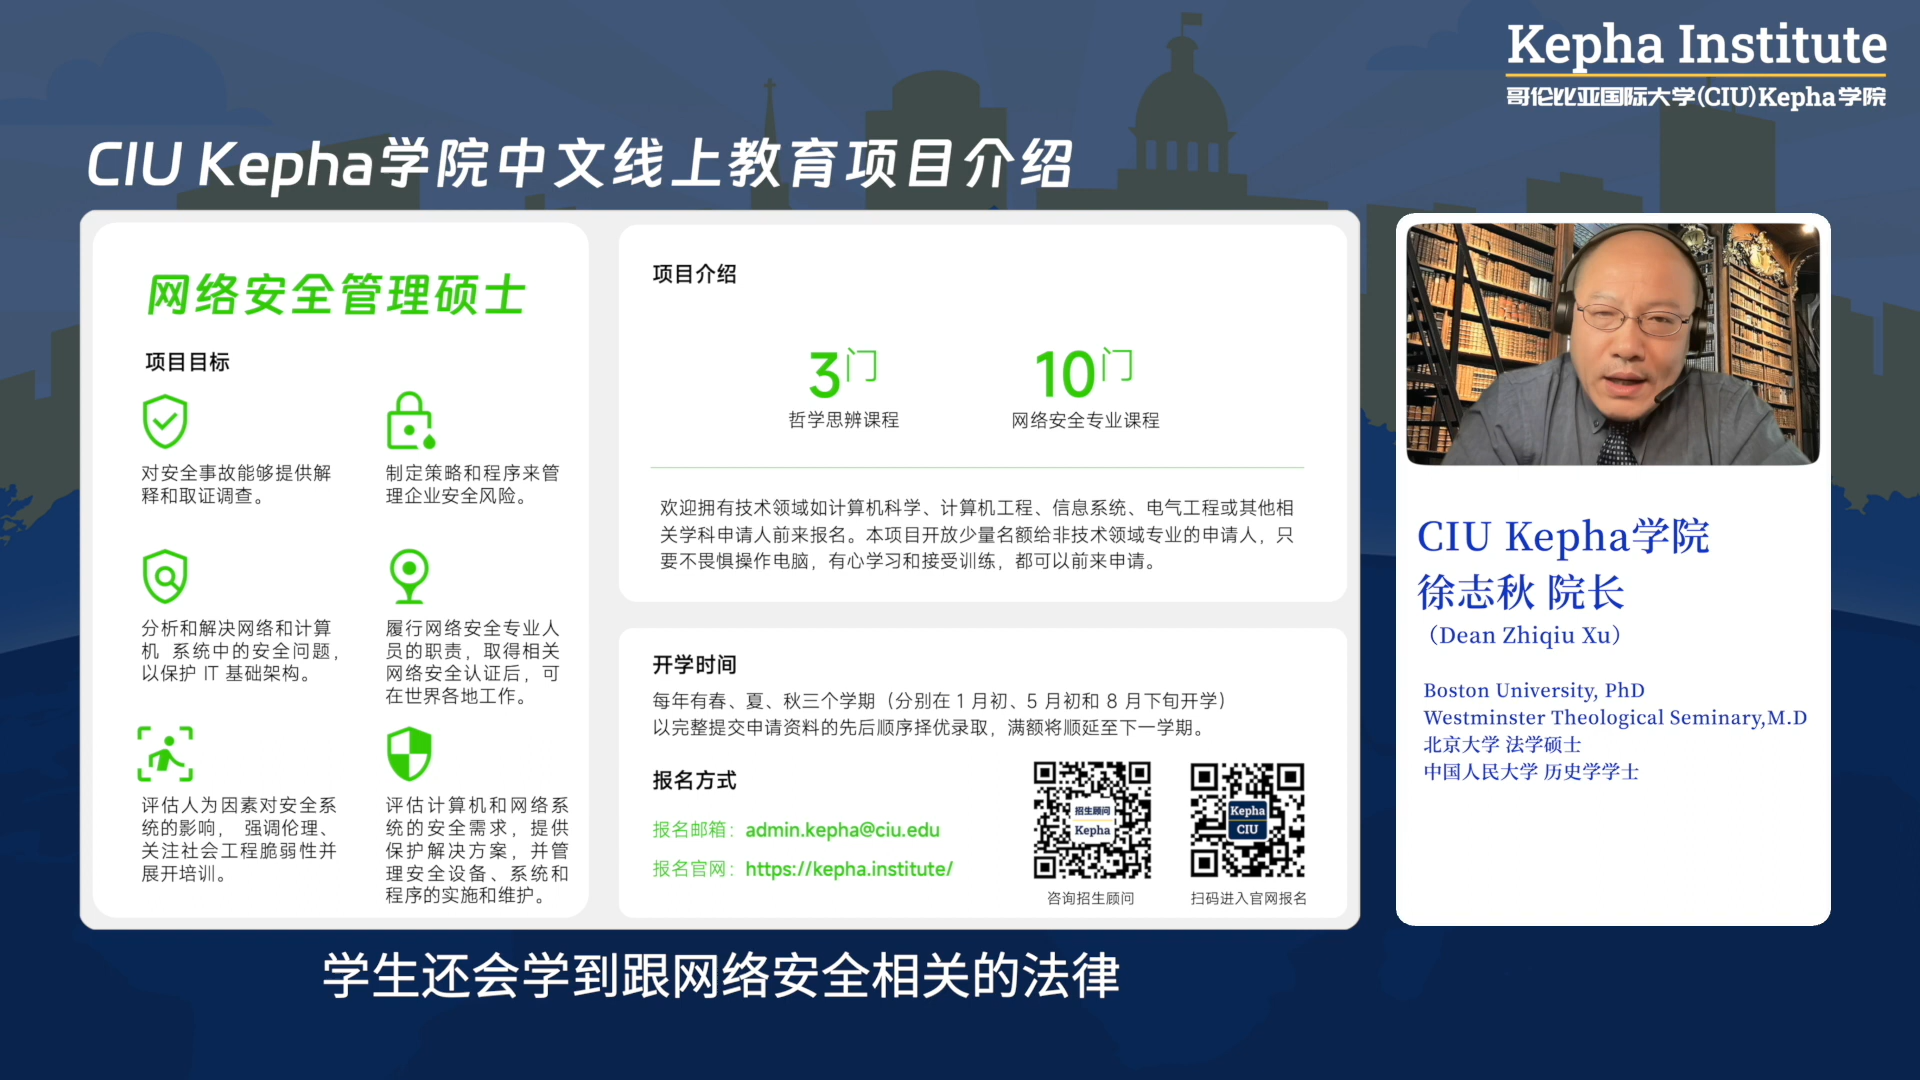 Kepha Institute
哥伦比亚国际大学(CIU)Kepha学院
CIU Kepha学院中文线上教育项目介绍
网络安全管理硕士
项目目标
对安全事故能够提供解
释和取证调查。
制定策略和程序来管
理企业安全风险。
分析和解决网络和计算
机 系统中的安全问题，
以保护 IT 基础架构。
履行网络安全专业人
员的职责，取得相关
网络安全认证后，可
在世界各地工作。
评估人为因素对安全系
统的影响， 强调伦理、
关注社会工程脆弱性并
展开培训。
评估计算机和网络系
统的安全需求，提供
保护解决方案，并管
理安全设备、系统和
程序的实施和维护。
项目介绍
3门
哲学思辨课程
10门
网络安全专业课程
欢迎拥有技术领域如计算机科学、计算机工程、信息系统、电气工程或其他相
关学科申请人前来报名。本项目开放少量名额给非技术领域专业的申请人，只
要不畏惧操作电脑，有心学习和接受训练，都可以前来申请。
开学时间
每年有春、夏、秋三个学期（分别在 1 月初、5 月初和 8 月下旬开学）
以完整提交申请资料的先后顺序择优录取，满额将顺延至下一学期。
报名方式
报名邮箱：admin.kepha@ciu.edu
报名官网：https://kepha.institute/
招生顾问
Kepha
咨询招生顾问
Kepha
CIU
扫码进入官网报名
CIU Kepha学院
徐志秋 院长
（Dean Zhiqiu Xu）
Boston University, PhD
Westminster Theological Seminary,M.D
北京大学 法学硕士
中国人民大学 历史学学士
学生还会学到跟网络安全相关的法律